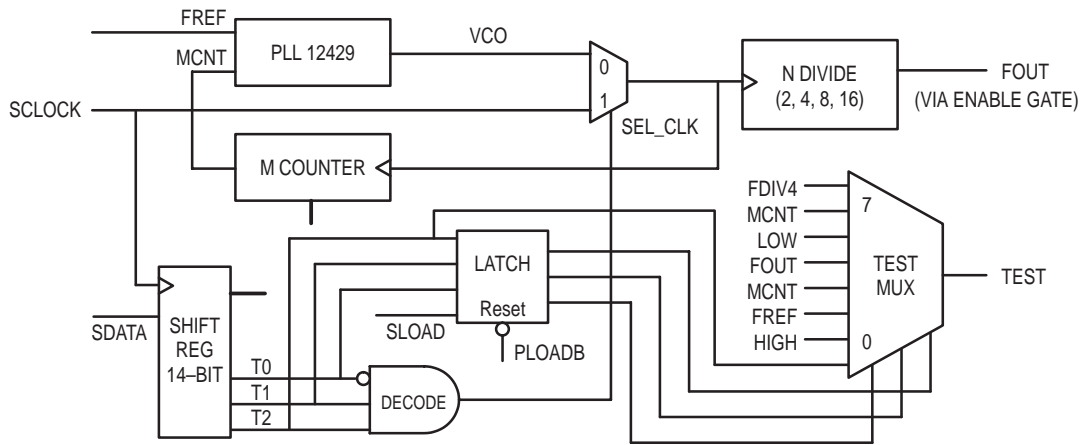 FREF
MCNT
PLL 12429
VCO
0
1
SEL_CLK
N DIVIDE
(2, 4, 8, 16)
FOUT
(VIA ENABLE GATE)
SCLOCK
M COUNTER
SDATA
SHIFT
REG
14–BIT
T0
T1
T2
LATCH
Reset
SLOAD
PLOADB
DECODE
FDIV4
MCNT
LOW
FOUT
MCNT
FREF
HIGH
7
TEST
MUX
0
TEST